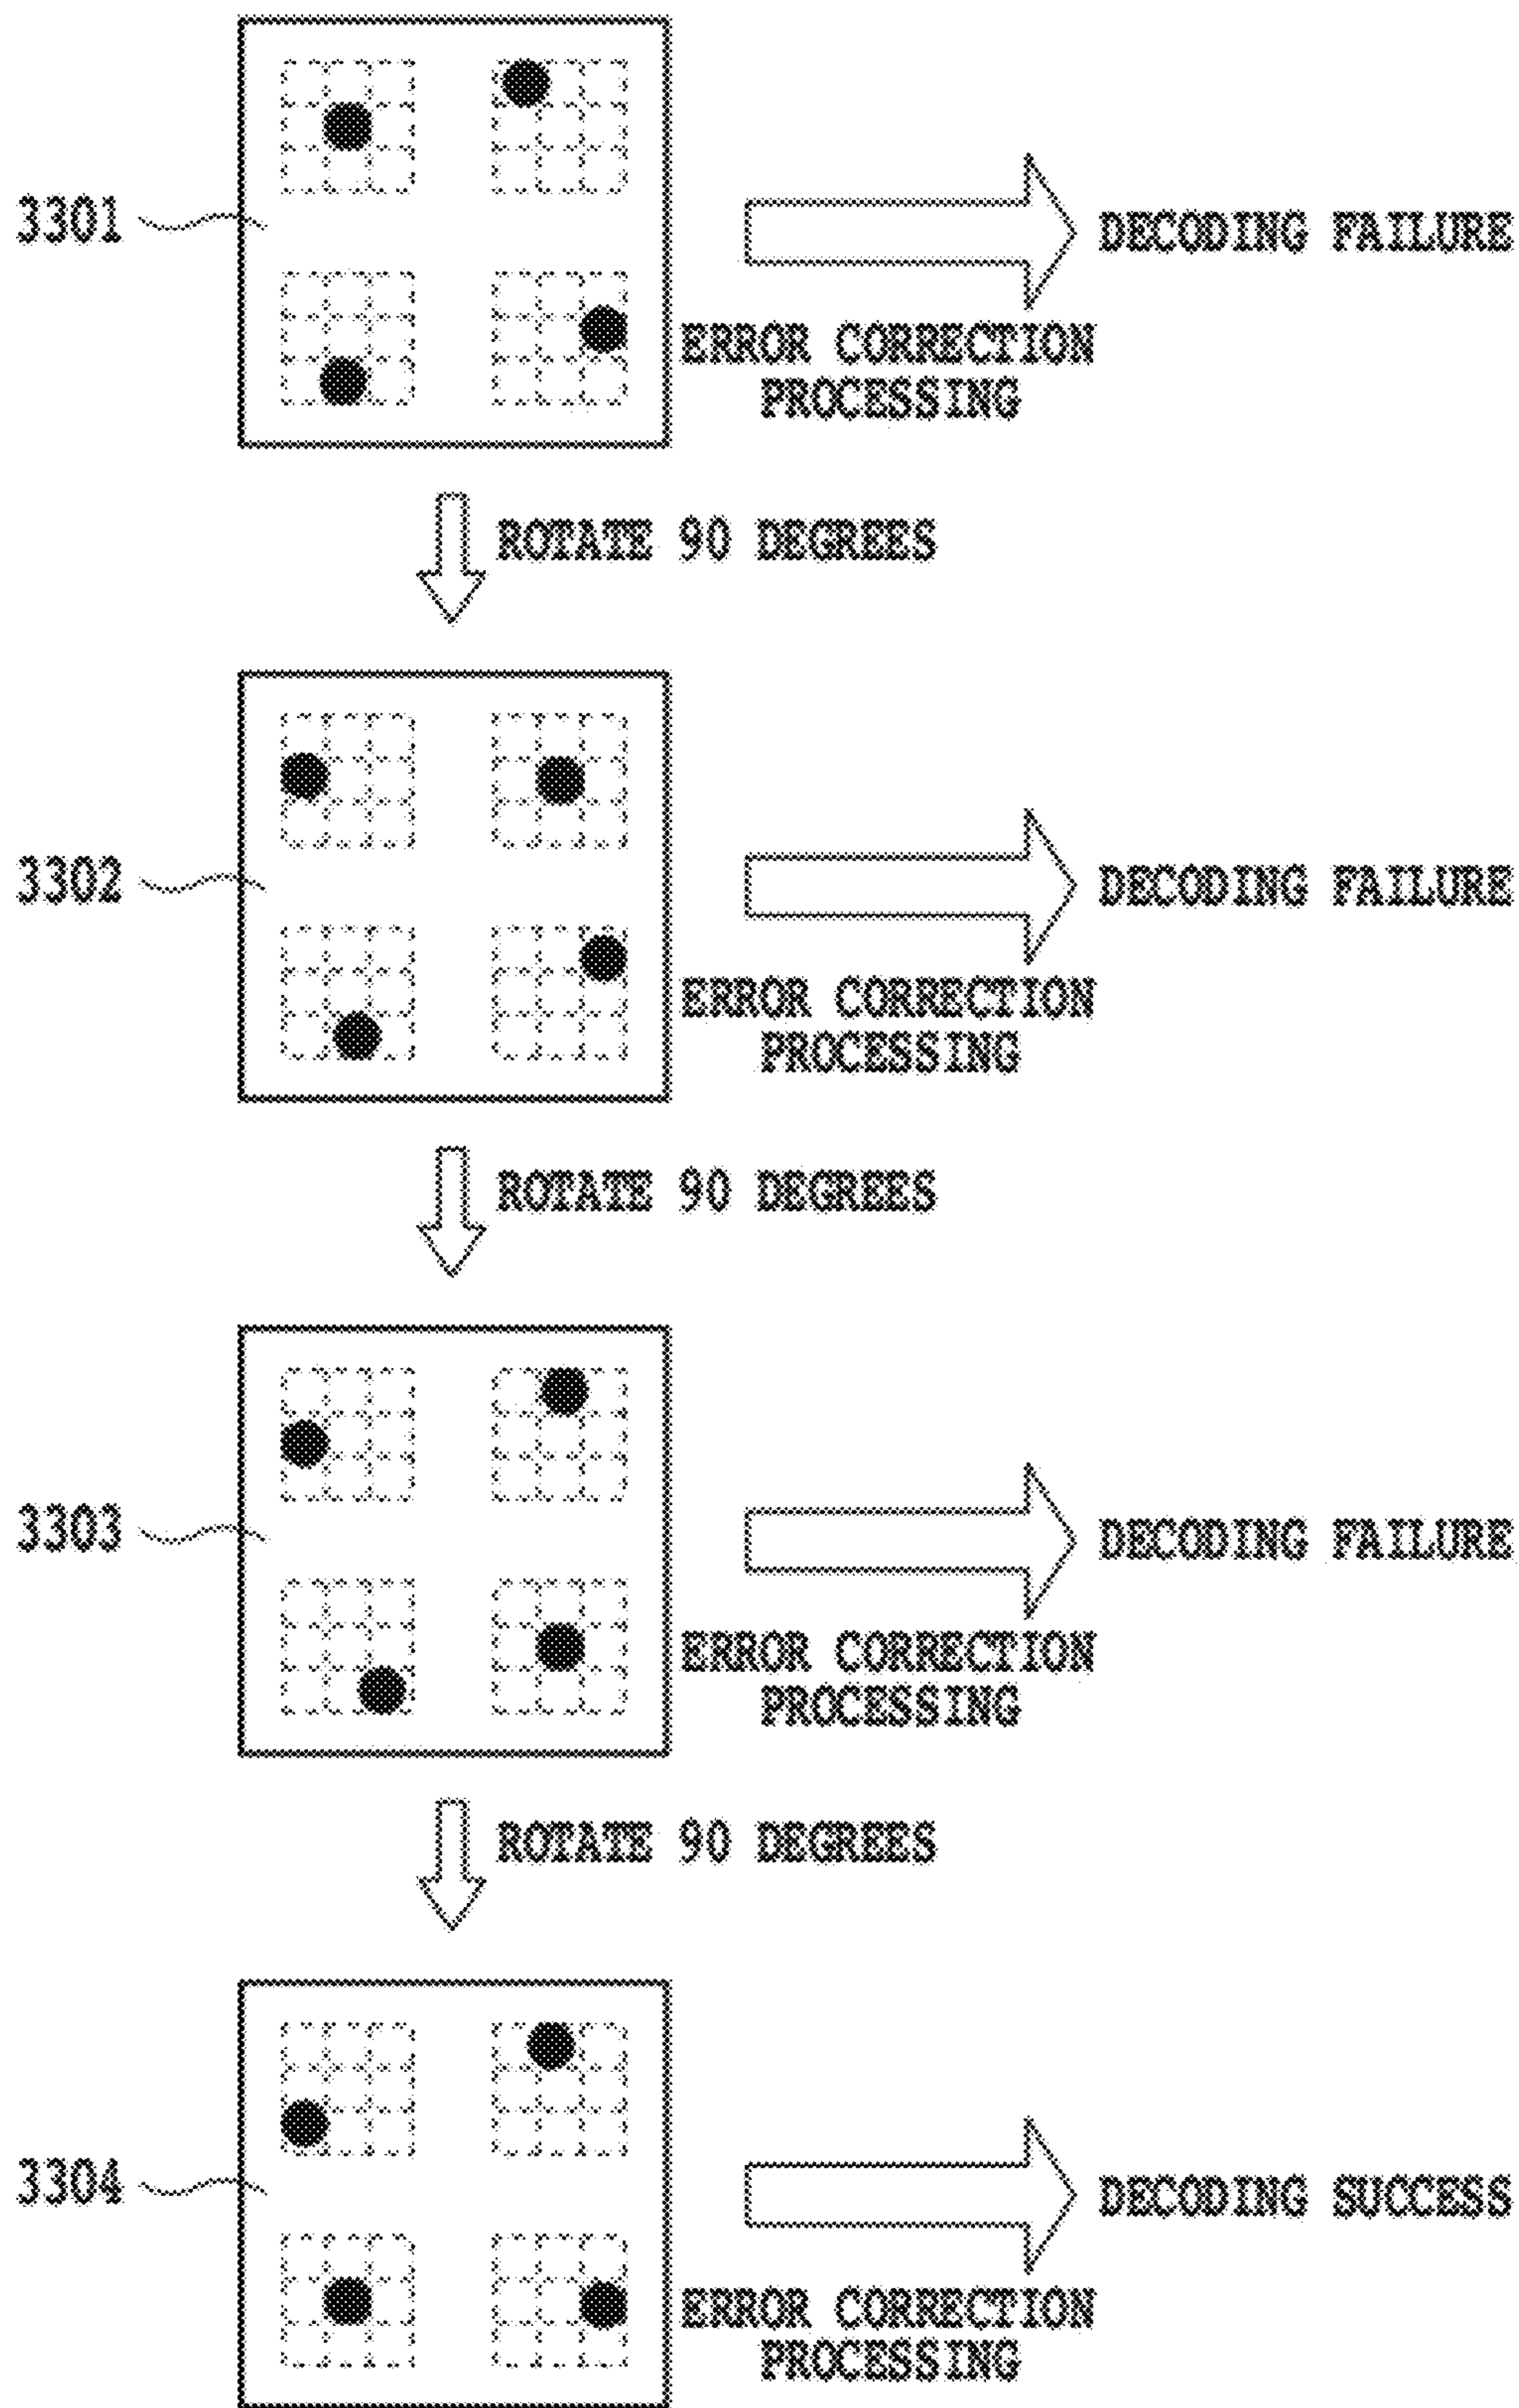 3301
DECODING FAILURE
ERROR CORRECTION
PROCESSING
ROTATE 90 DEGREES
3302
DECODING FAILURE
ERROR CORRECTION
PROCESSING
ROTATE 90 DEGREES
3303
DECODING FAILURE
ERROR CORRECTION
PROCESSING
ROTATE 90 DEGREES
3304
DECODING SUCCESS
ERROR CORRECTION
PROCESSING